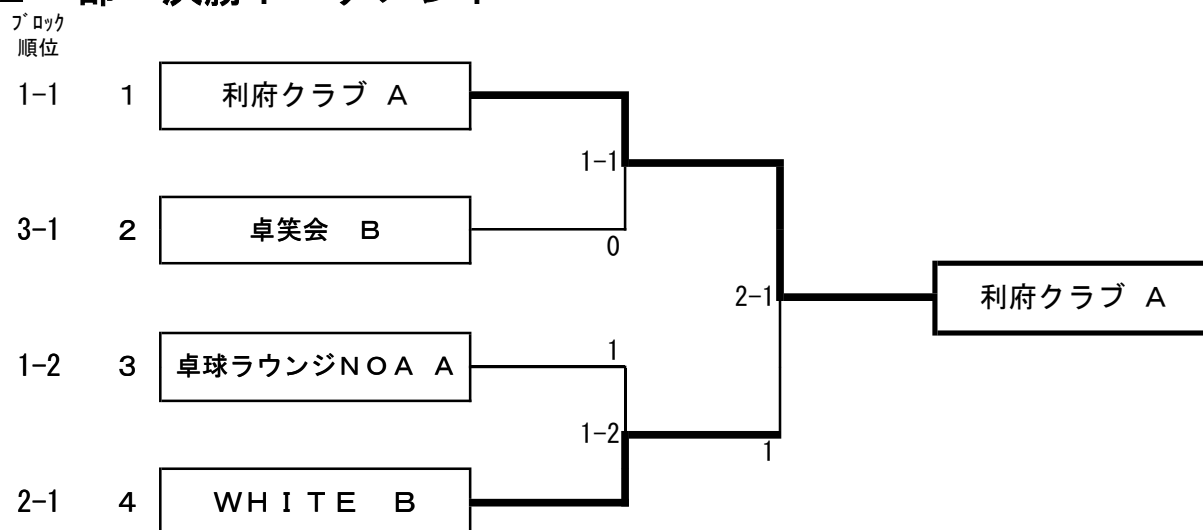 ﾌﾞﾛｯｸ
順位
1-1 1 利府クラブ A
1-1
3-1 2 卓笑会 B
0
2-1 利府クラブ A
1
1-2 3 卓球ラウンジNOA A
1-2
1
2-1 4 WHITE B